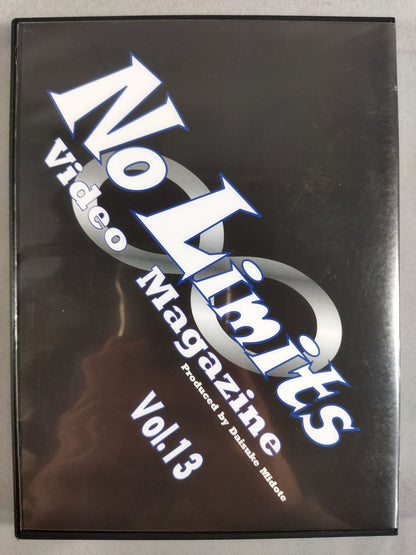 No Limits
Video Magazine
Produced by Daisuke Midote
Vol.13